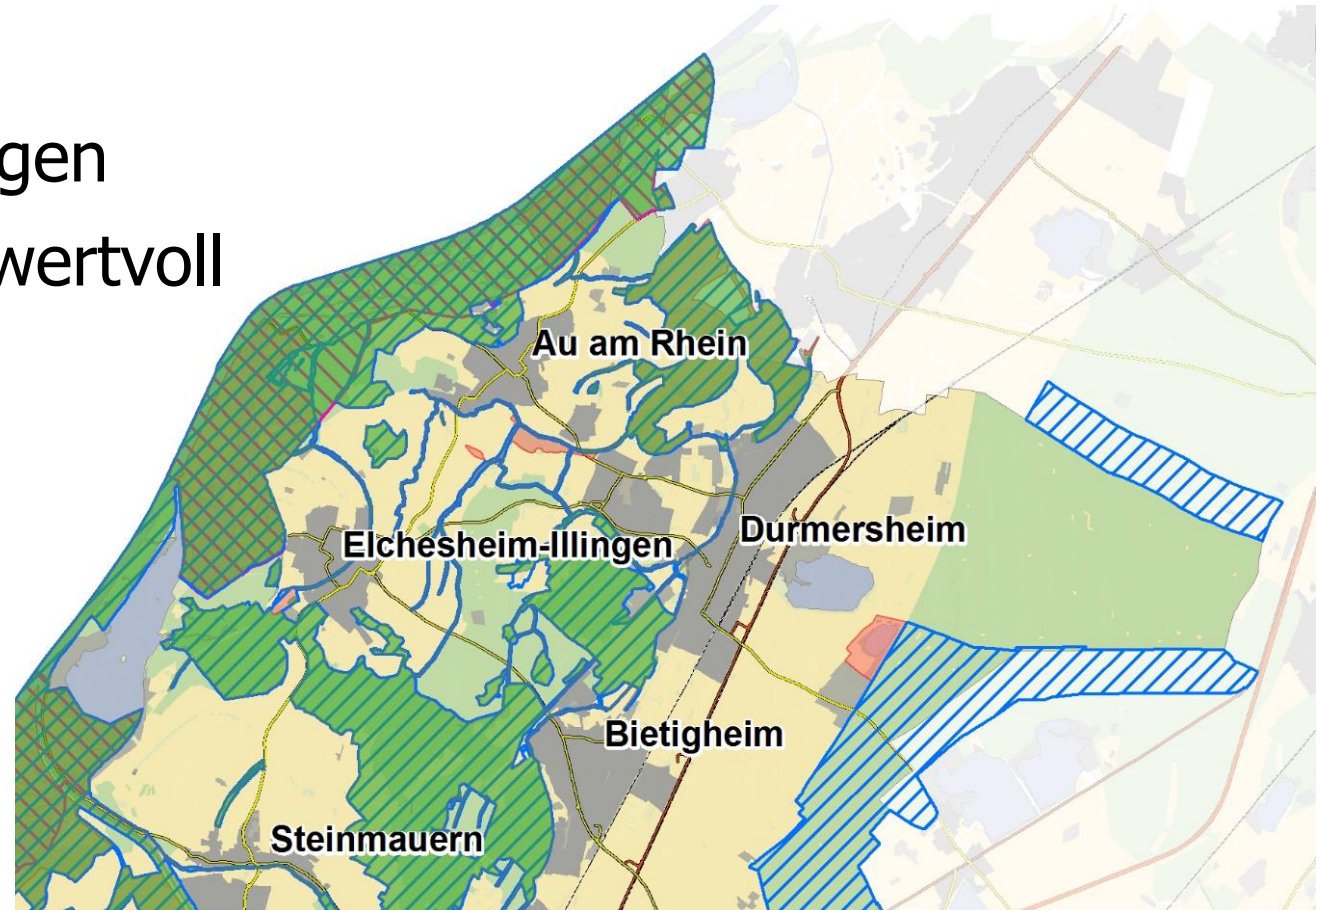 gen
wertvoll
Au am Rhein
Elchesheim-Illingen
Durmersheim
Bietigheim
Steinmauern